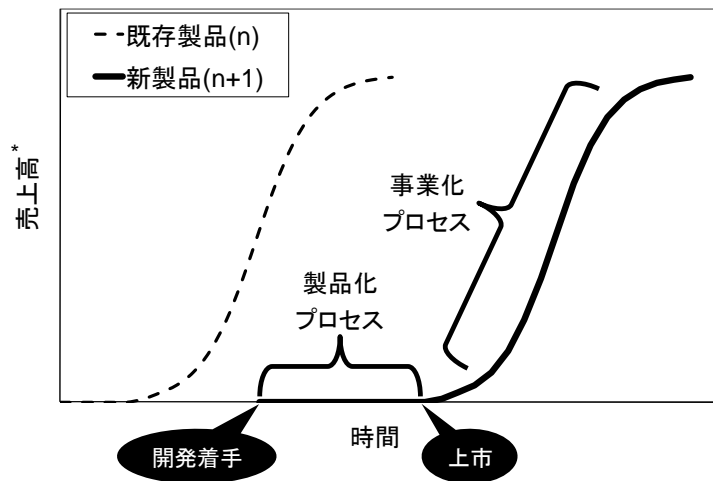 既存製品(n)
新製品(n+1)
売上高*
事業化
プロセス
製品化
プロセス
時間
開発着手
上市